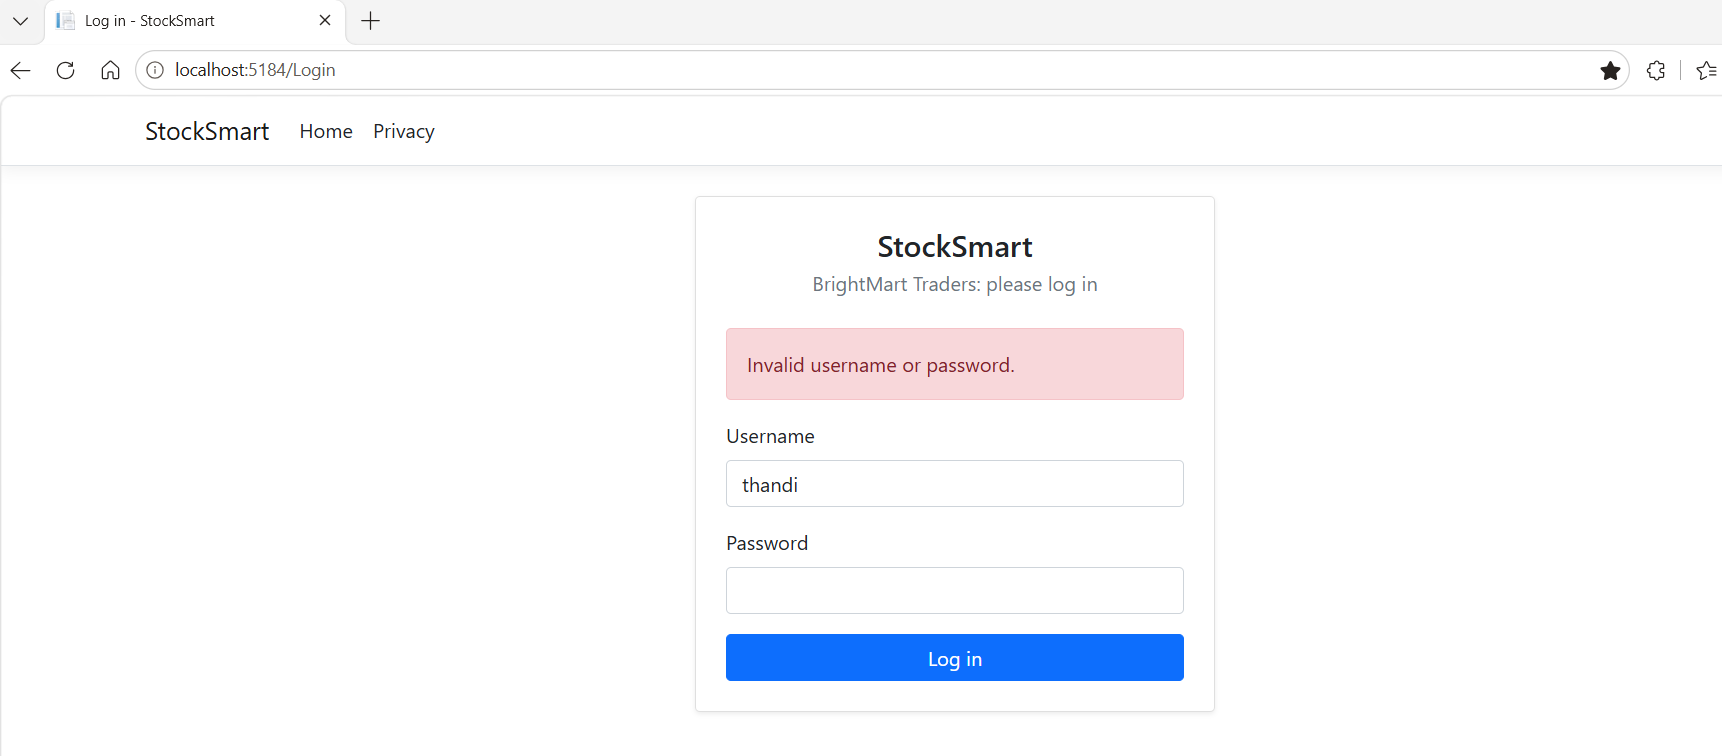 Log in - StockSmart
localhost:5184/Login
StockSmart Home Privacy
StockSmart
BrightMart Traders: please log in
Invalid username or password.
Username
thandi
Password
Log in